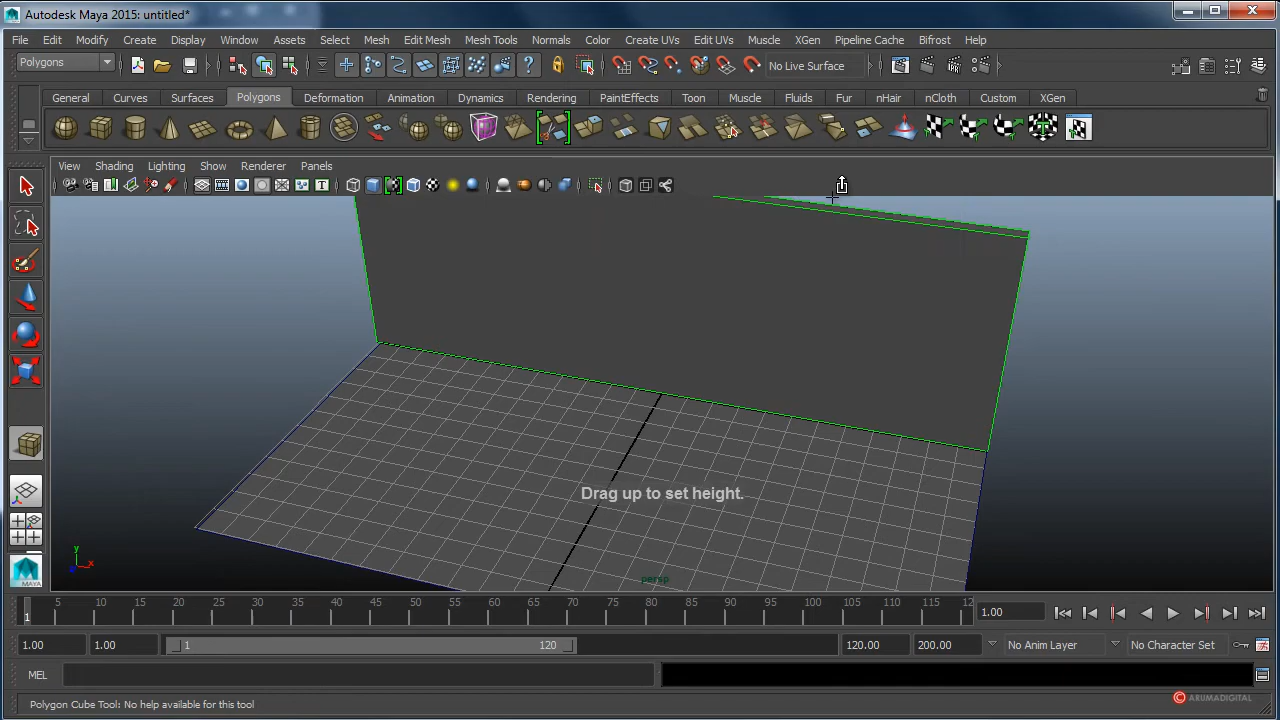 Autodesk Maya 2015: untitled*
File Edit Modify Create Display Window Assets Select Mesh Edit Mesh Mesh Tools Normals Color Create UVs Edit UVs Muscle XGen Pipeline Cache Bifrost Help
Polygons No Live Surface
General Curves Surfaces Polygons Deformation Animation Dynamics Rendering PaintEffects Toon Muscle Fluids Fur nHair nCloth Custom XGen
View Shading Lighting Show Renderer Panels
Drag up to set height.
y
x
persp
MAYA
5 10 15 20 25 30 35 40 45 50 55 60 65 70 75 80 85 90 95 100 105 110 115 12
1
1.00
1.00 1.00 1 120 120.00 200.00 No Anim Layer No Character Set
MEL
© ARUMADIGITAL
Polygon Cube Tool: No help available for this tool